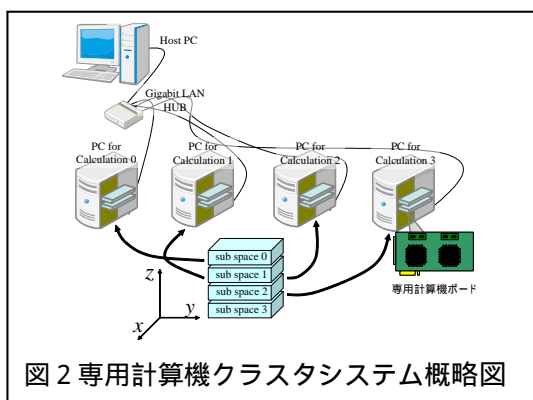 Host PC
Gigabit LAN
HUB
PC for
Calculation 0
PC for
Calculation 1
PC for
Calculation 2
PC for
Calculation 3
sub space 0
sub space 1
sub space 2
sub space 3
z
y
x
専用計算機ボード
図2専用計算機クラスタシステム概略図